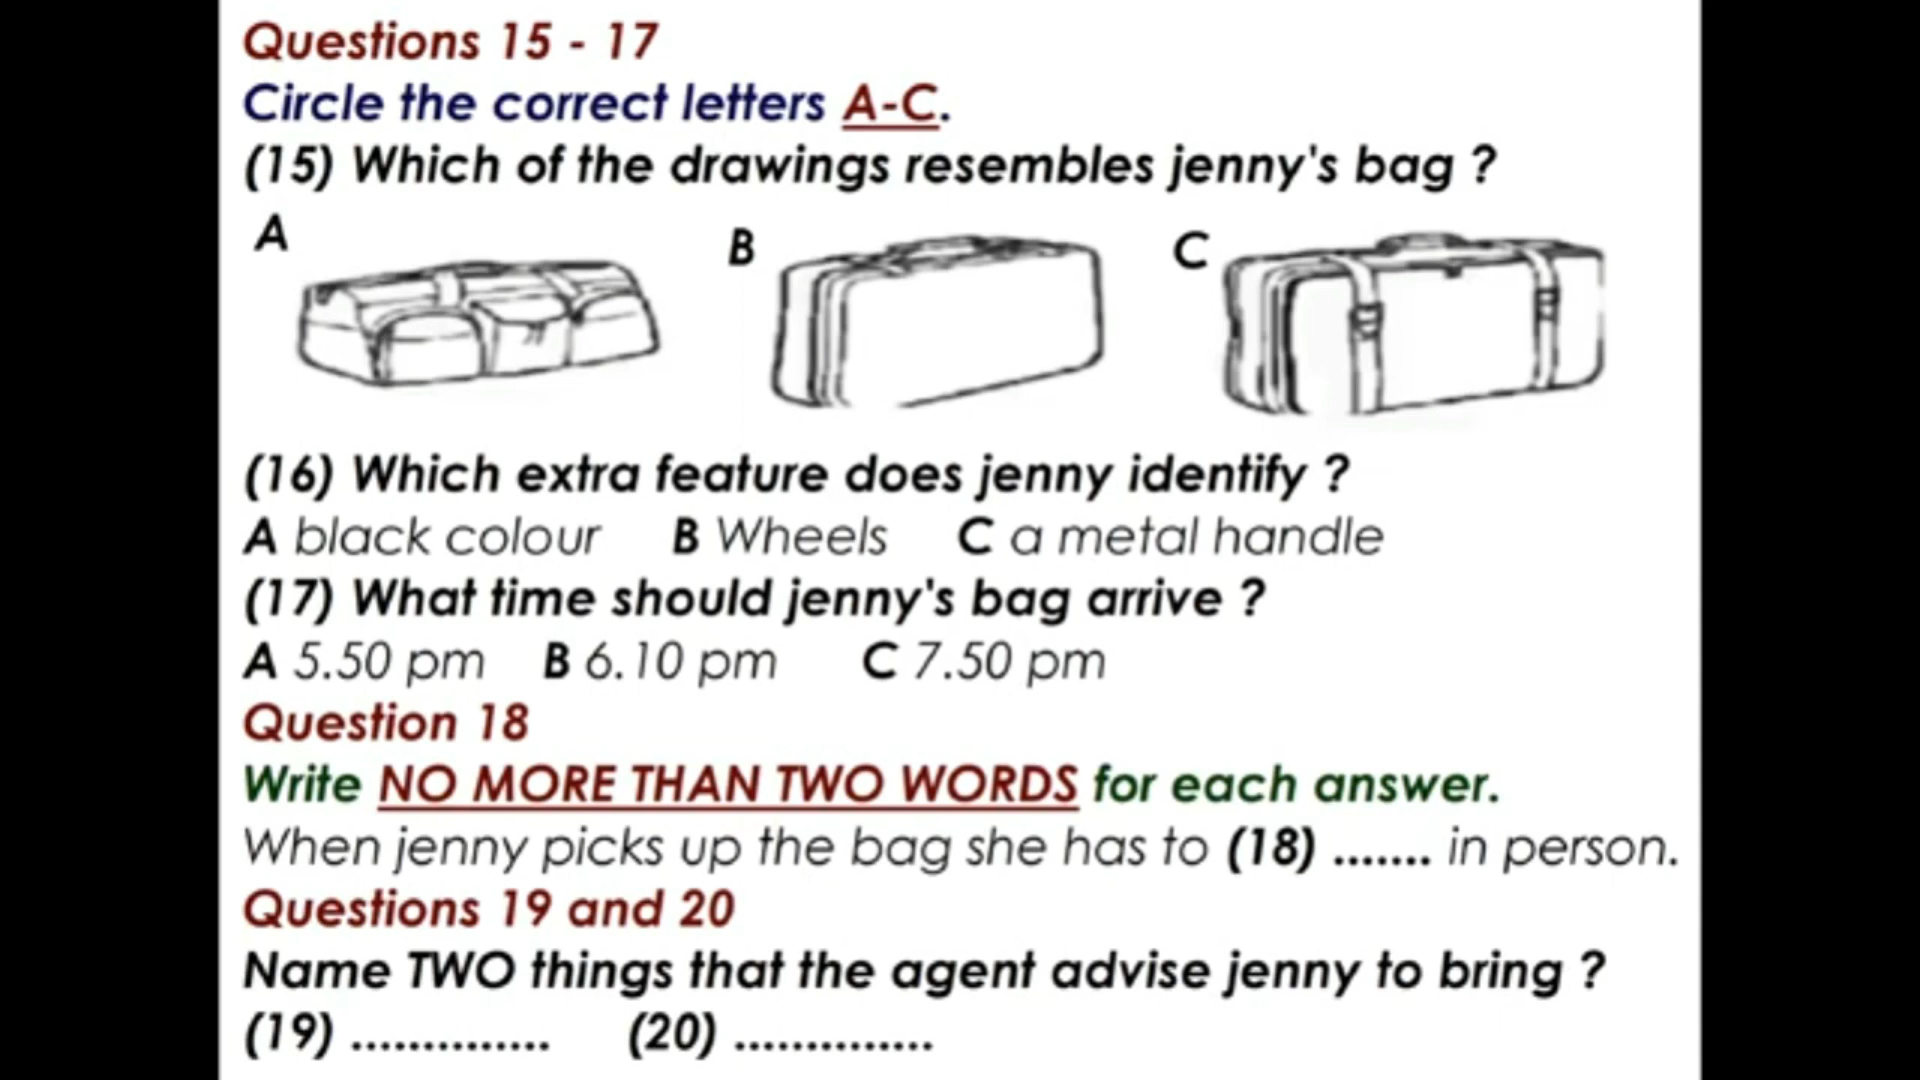 Questions 15 - 17
Circle the correct letters A-C.
(15) Which of the drawings resembles jenny's bag ?
A B C
(16) Which extra feature does jenny identify ?
A black colour B Wheels C a metal handle
(17) What time should jenny's bag arrive ?
A 5.50 pm B 6.10 pm C 7.50 pm
Question 18
Write NO MORE THAN TWO WORDS for each answer.
When jenny picks up the bag she has to (18) ....... in person.
Questions 19 and 20
Name TWO things that the agent advise jenny to bring ?
(19) .............. (20) ..............